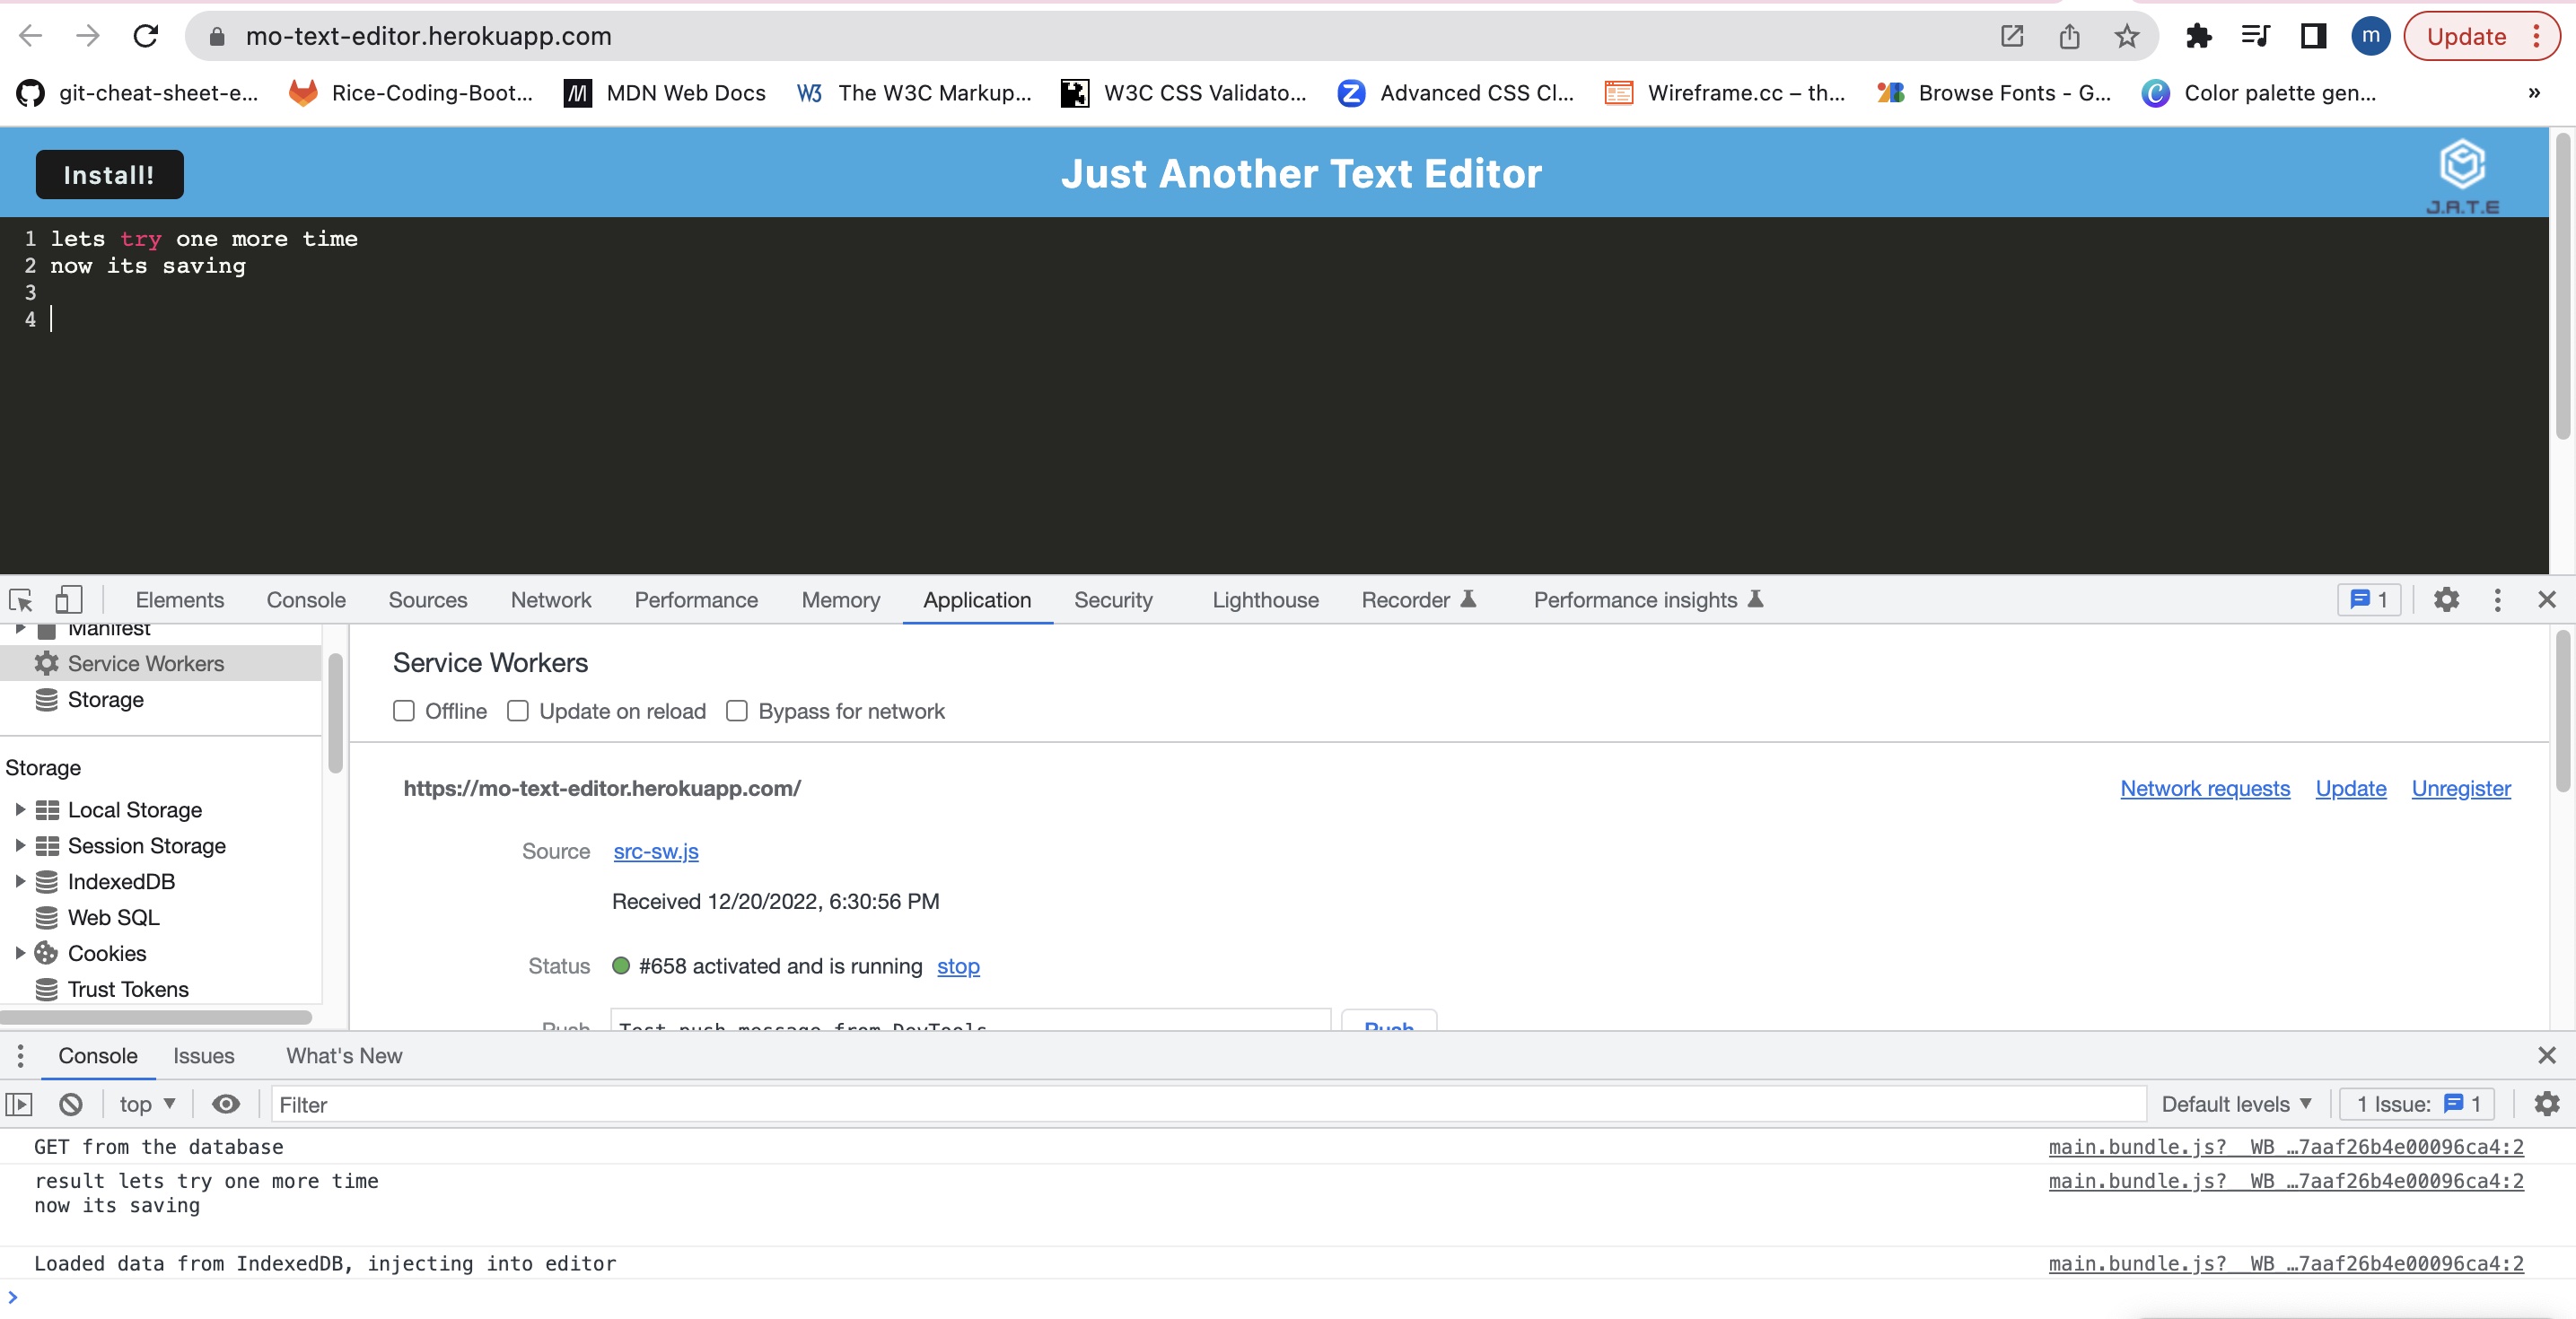 mo-text-editor.herokuapp.com
m
Update
git-cheat-sheet-e...
Rice-Coding-Boot...
MDN Web Docs
The W3C Markup...
W3C CSS Validato...
Advanced CSS Cl...
Wireframe.cc – th...
Browse Fonts - G...
Color palette gen...
»
Install!
Just Another Text Editor
J.A.T.E
1 lets try one more time
2 now its saving
3
4
Elements
Console
Sources
Network
Performance
Memory
Application
Security
Lighthouse
Recorder
Performance insights
1
Manifest
Service Workers
Storage
Storage
Local Storage
Session Storage
IndexedDB
Web SQL
Cookies
Trust Tokens
Service Workers
Offline
Update on reload
Bypass for network
https://mo-text-editor.herokuapp.com/
Network requests
Update
Unregister
Source src-sw.js
Received 12/20/2022, 6:30:56 PM
Status #658 activated and is running stop
Push Test push message from DevTools Push
Console
Issues
What's New
top
Filter
Default levels
1 Issue: 1
GET from the database main.bundle.js?__WB_…7aaf26b4e00096ca4:2
result lets try one more time main.bundle.js?__WB_…7aaf26b4e00096ca4:2
now its saving
Loaded data from IndexedDB, injecting into editor main.bundle.js?__WB_…7aaf26b4e00096ca4:2